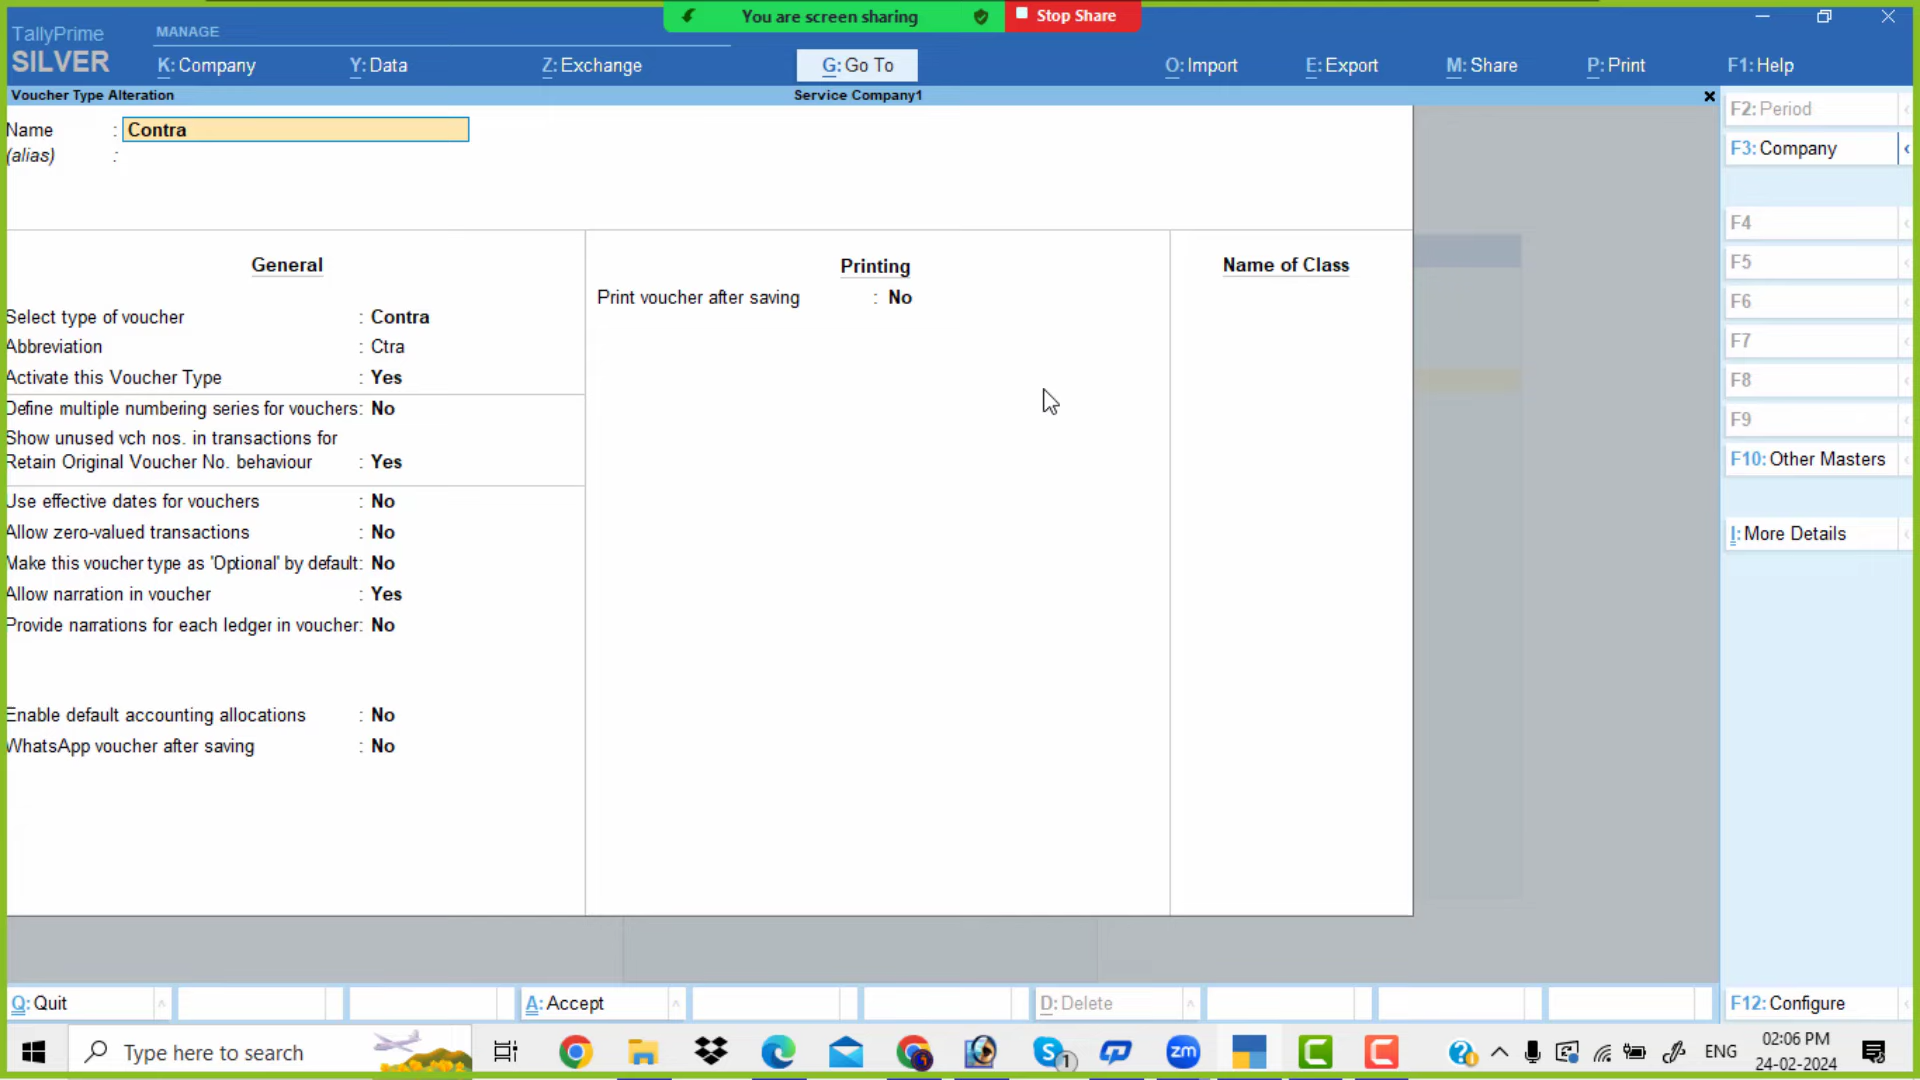 You are screen sharing
Stop Share
TallyPrime
SILVER
MANAGE
K: Company
Y: Data
Z: Exchange
G: Go To
O: Import
E: Export
M: Share
P: Print
F1: Help
Voucher Type Alteration
Service Company1
Name : Contra
(alias) :
General
Select type of voucher : Contra
Abbreviation : Ctra
Activate this Voucher Type : Yes
Define multiple numbering series for vouchers: No
Show unused vch nos. in transactions for
Retain Original Voucher No. behaviour : Yes
Use effective dates for vouchers : No
Allow zero-valued transactions : No
Make this voucher type as 'Optional' by default: No
Allow narration in voucher : Yes
Provide narrations for each ledger in voucher: No
Enable default accounting allocations : No
WhatsApp voucher after saving : No
Printing
Print voucher after saving : No
Name of Class
F2: Period
F3: Company
F4
F5
F6
F7
F8
F9
F10: Other Masters
I: More Details
F12: Configure
Q: Quit
A: Accept
D: Delete
Type here to search
zm
1
ENG
02:06 PM
24-02-2024